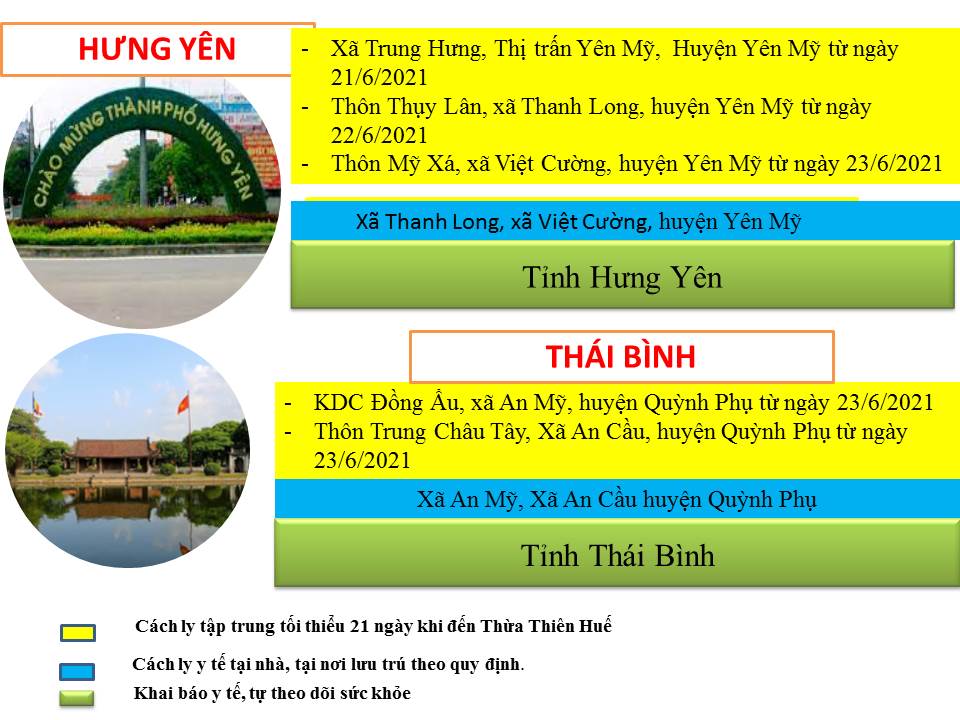 HƯNG YÊN
- Xã Trung Hưng, Thị trấn Yên Mỹ, Huyện Yên Mỹ từ ngày
21/6/2021
- Thôn Thụy Lân, xã Thanh Long, huyện Yên Mỹ từ ngày
22/6/2021
- Thôn Mỹ Xá, xã Việt Cường, huyện Yên Mỹ từ ngày 23/6/2021
CHÀO MỪNG THÀNH PHỐ HƯNG YÊN
Xã Thanh Long, xã Việt Cường, huyện Yên Mỹ
Tỉnh Hưng Yên
THÁI BÌNH
- KDC Đồng Ấu, xã An Mỹ, huyện Quỳnh Phụ từ ngày 23/6/2021
- Thôn Trung Châu Tây, Xã An Cầu, huyện Quỳnh Phụ từ ngày
23/6/2021
Xã An Mỹ, Xã An Cầu huyện Quỳnh Phụ
Tỉnh Thái Bình
Cách ly tập trung tối thiểu 21 ngày khi đến Thừa Thiên Huế
Cách ly y tế tại nhà, tại nơi lưu trú theo quy định.
Khai báo y tế, tự theo dõi sức khỏe